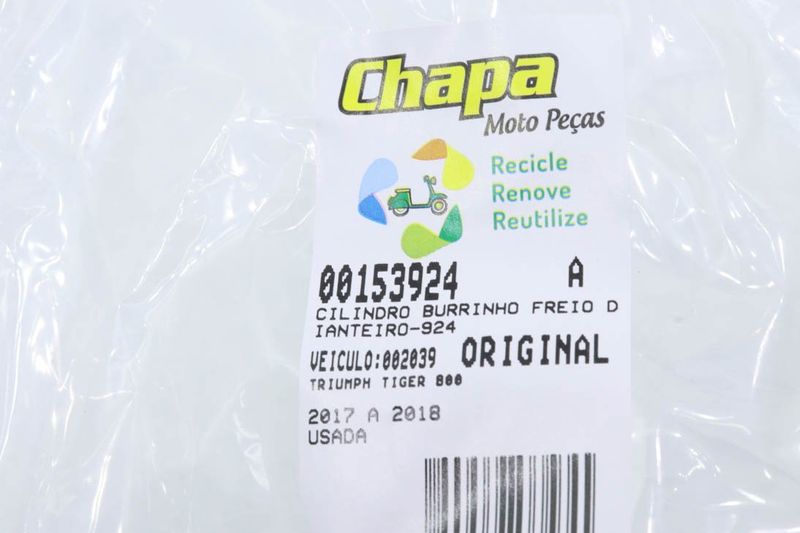 Chapa
Moto Peças
Recicle
Renove
Reutilize
00153924 A
CILINDRO BURRINHO FREIO D
IANTEIRO-924
VEICULO:002039 ORIGINAL
TRIUMPH TIGER 800
2017 A 2018
USADA